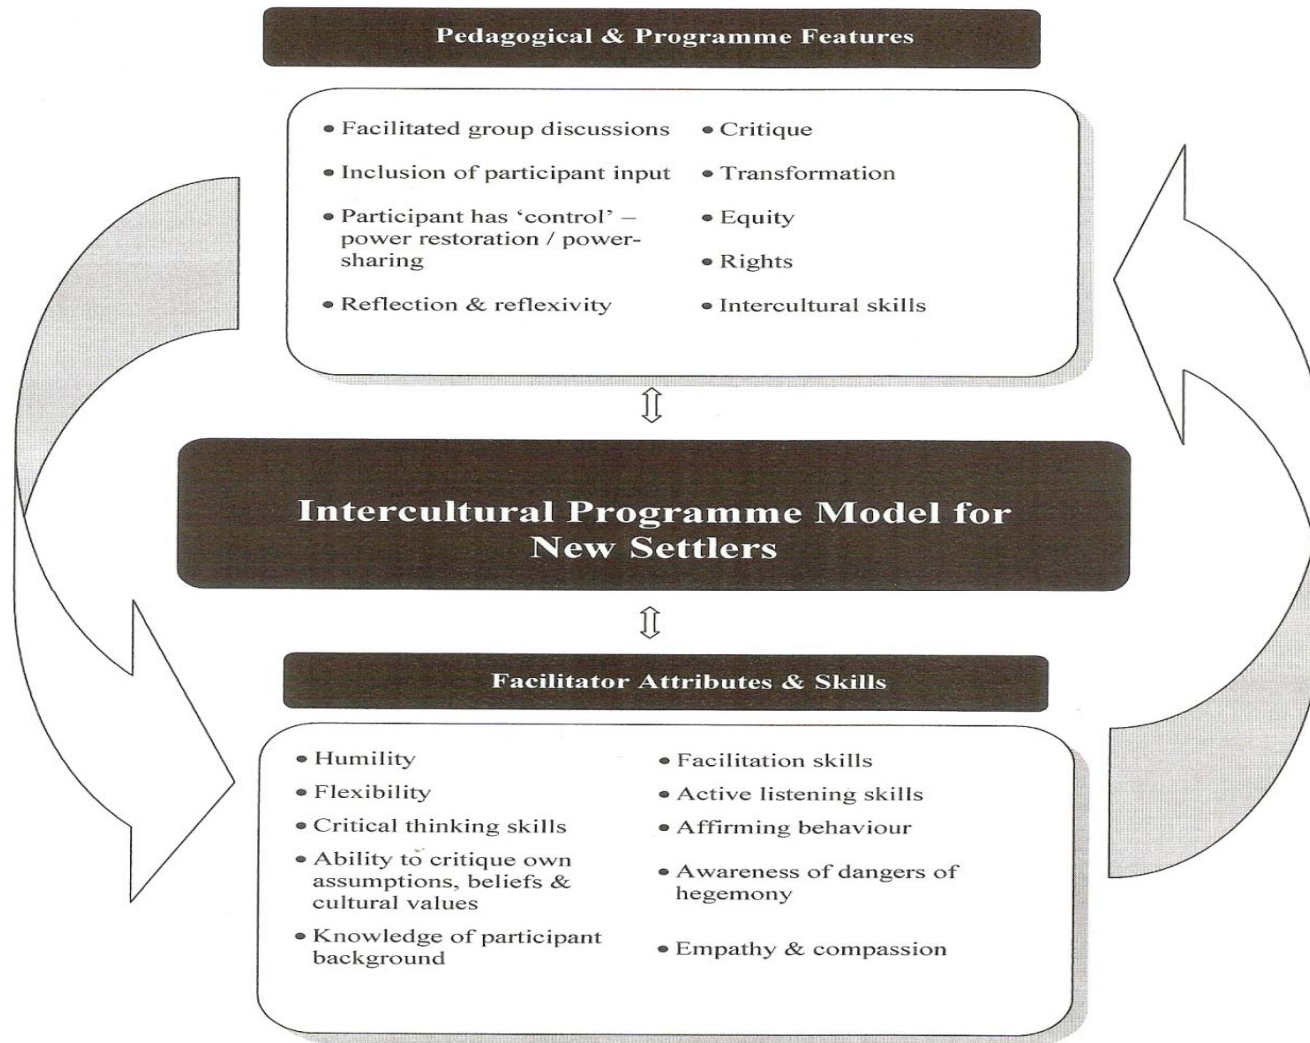 Pedagogical & Programme Features
• Facilitated group discussions
• Inclusion of participant input
• Participant has ‘control’ –
power restoration / power-
sharing
• Reflection & reflexivity
• Critique
• Transformation
• Equity
• Rights
• Intercultural skills
Intercultural Programme Model for
New Settlers
Facilitator Attributes & Skills
• Humility
• Flexibility
• Critical thinking skills
• Ability to critique own
assumptions, beliefs &
cultural values
• Knowledge of participant
background
• Facilitation skills
• Active listening skills
• Affirming behaviour
• Awareness of dangers of
hegemony
• Empathy & compassion